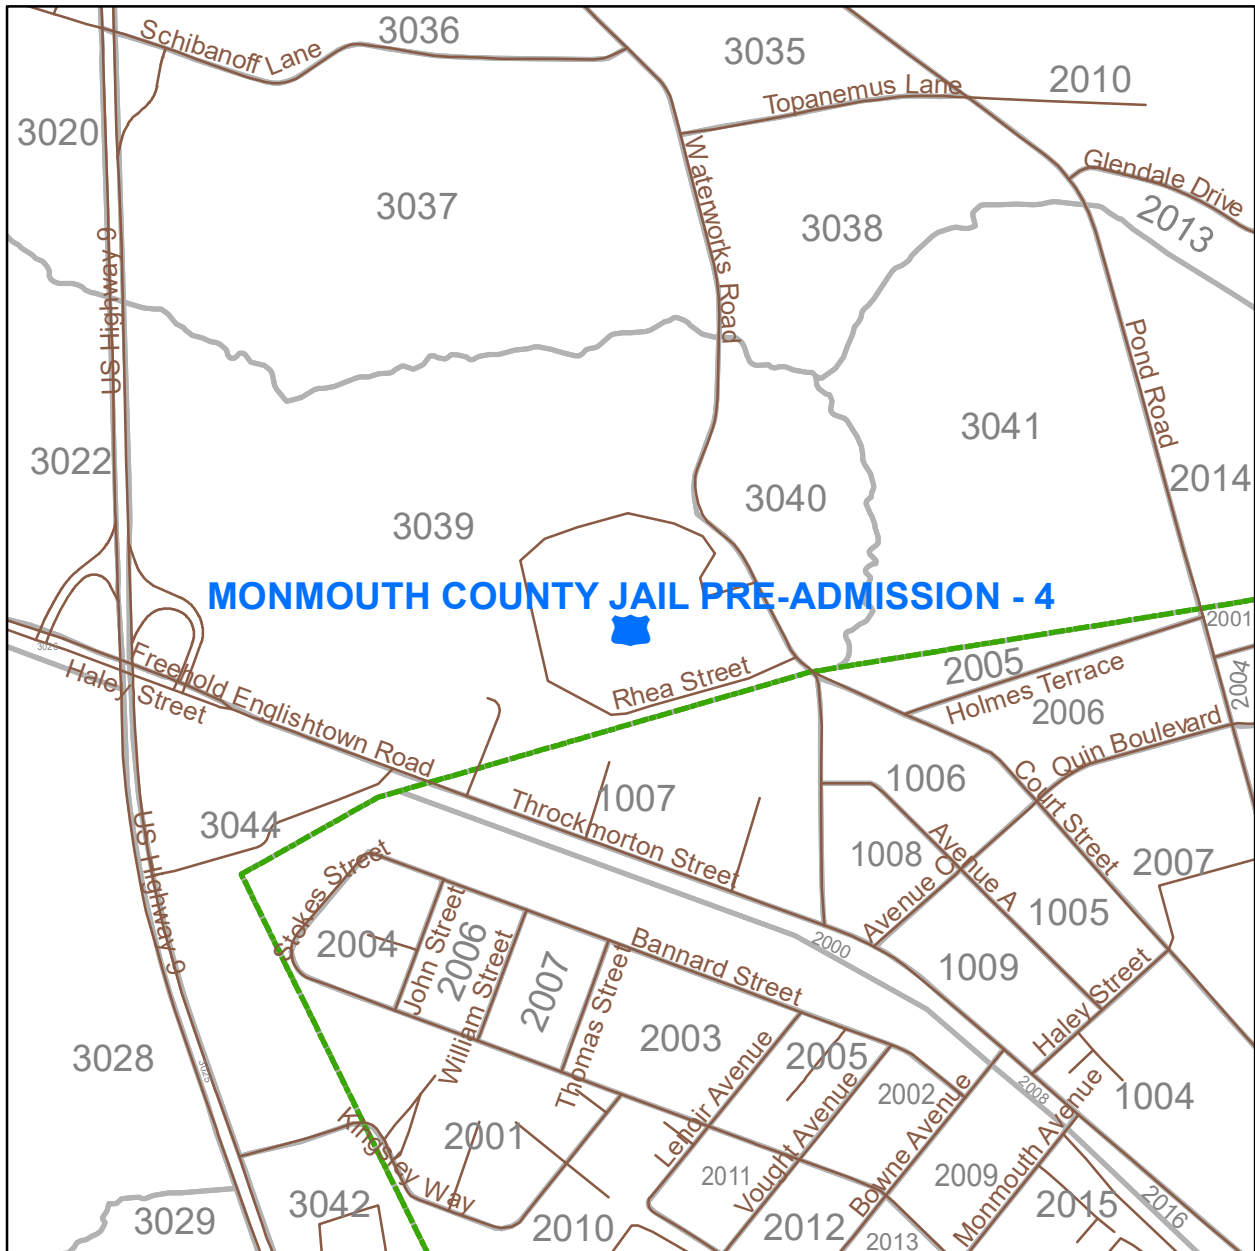 Schibanoff Lane
3036
3035
Topanemus Lane
2010
3020
3037
Waterworks Road
3038
Glendale Drive
2013
US Highway 9
3022
3039
3040
3041
Pond Road
2014
MONMOUTH COUNTY JAIL PRE-ADMISSION - 4
Rhea Street
2005
Holmes Terrace
2001
2004
2006
Quin Boulevard
Haley Street
Freehold Englishtown Road
3044
US Highway 9
1007
Throckmorton Street
1006
Court Street
1008
Avenue C
Avenue A
1005
2007
Stokes Street
2004
John Street
2006
William Street
2007
Thomas Street
Bannard Street
2000
1009
Haley Street
2003
2005
2002
2008
1004
3028
3025
Kingsley Way
2001
Lenoir Avenue
Vought Avenue
Bowne Avenue
Monmouth Avenue
2011
2009
2015
2016
3029
3042
2010
2012
2013